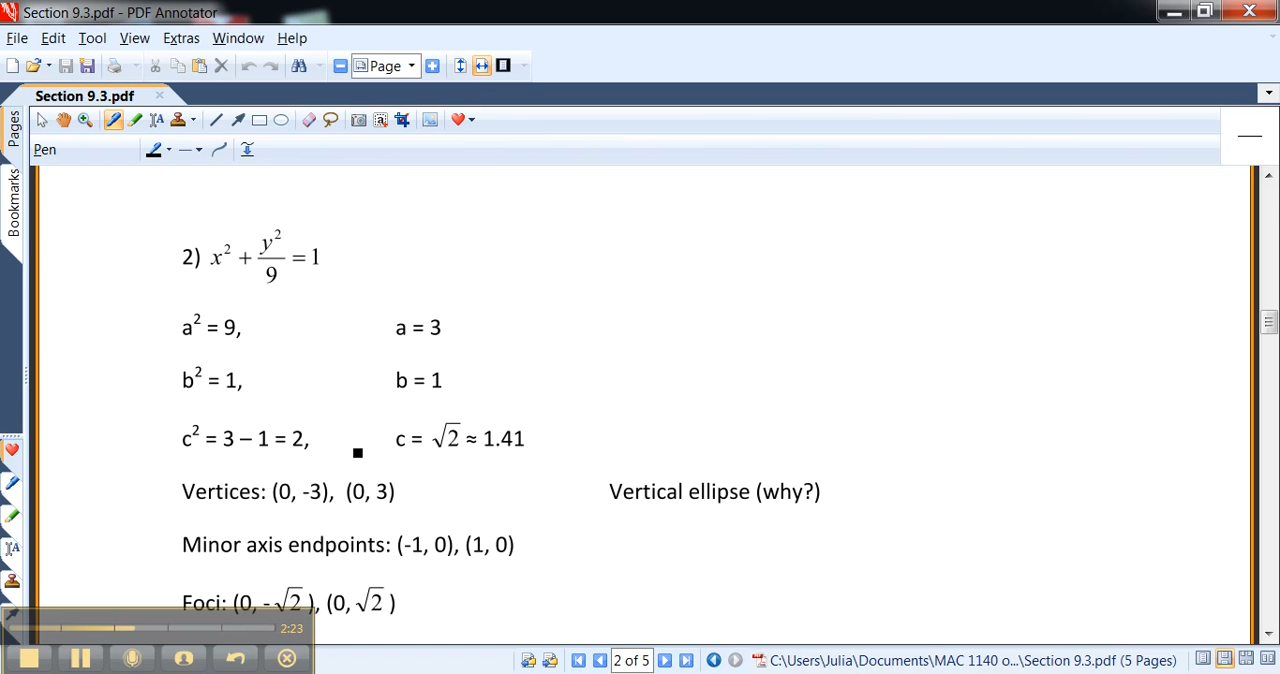 Section 9.3.pdf - PDF Annotator
File Edit Tool View Extras Window Help
Page
Section 9.3.pdf
Pages
Bookmarks
Pen
2) x² + y²/9 = 1
a² = 9, a = 3
b² = 1, b = 1
c² = 3 – 1 = 2, c = √2 ≈ 1.41
Vertices: (0, -3), (0, 3) Vertical ellipse (why?)
Minor axis endpoints: (-1, 0), (1, 0)
Foci: (0, -√2 ), (0, √2 )
2:23
2 of 5 C:\Users\Julia\Documents\MAC 1140 o...\Section 9.3.pdf (5 Pages)